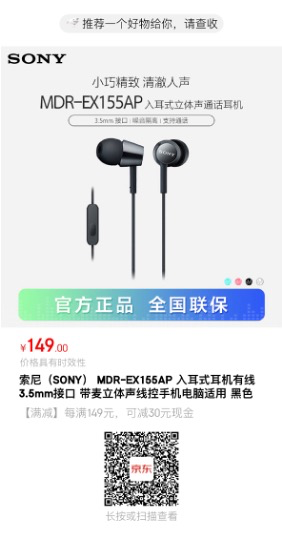 推荐一个好物给你，请查收
SONY
小巧精致 清澈人声
MDR-EX155AP 入耳式立体声通话耳机
3.5mm 接口 | 噪音隔离 | 支持通话
SONY
官方正品 全国联保
¥149.00
价格具有时效性
索尼（SONY） MDR-EX155AP 入耳式耳机有线
3.5mm接口 带麦立体声线控手机电脑适用 黑色
【满减】每满149元，可减30元现金
京东
长按或扫描查看